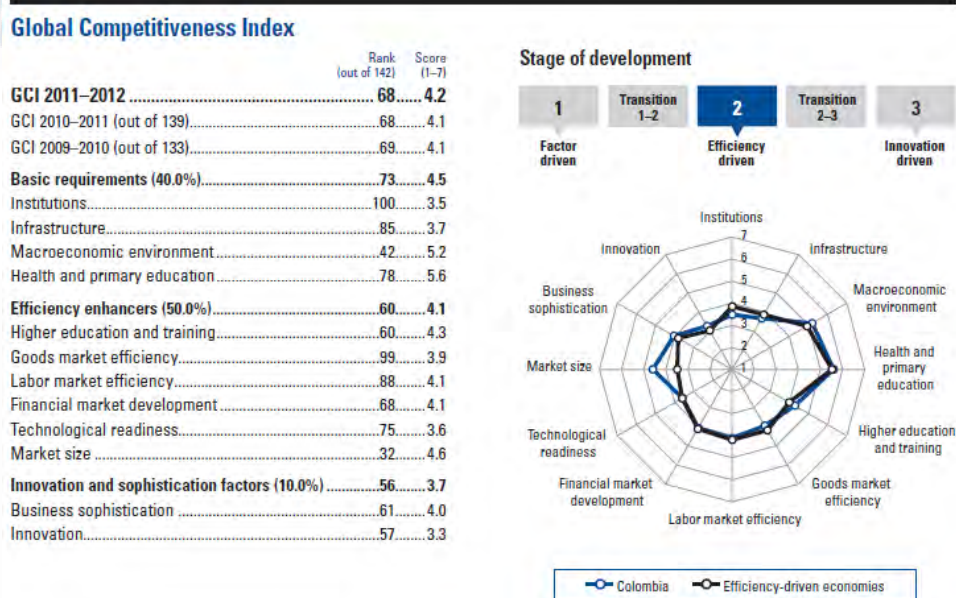 Global Competitiveness Index
Rank Score
(out of 142) (1–7)
GCI 2011–2012 ........ 68 ...... 4.2
GCI 2010–2011 (out of 139) ........ 68 ...... 4.1
GCI 2009–2010 (out of 133) ........ 69 ...... 4.1
Basic requirements (40.0%) ........ 73 ...... 4.5
Institutions ........ 100 ...... 3.5
Infrastructure ........ 85 ...... 3.7
Macroeconomic environment ........ 42 ...... 5.2
Health and primary education ........ 78 ...... 5.6
Efficiency enhancers (50.0%) ........ 60 ...... 4.1
Higher education and training ........ 60 ...... 4.3
Goods market efficiency ........ 99 ...... 3.9
Labor market efficiency ........ 88 ...... 4.1
Financial market development ........ 68 ...... 4.1
Technological readiness ........ 75 ...... 3.6
Market size ........ 32 ...... 4.6
Innovation and sophistication factors (10.0%) ........ 56 ...... 3.7
Business sophistication ........ 61 ...... 4.0
Innovation ........ 57 ...... 3.3
Stage of development
1
Transition
1–2
2
Transition
2–3
3
Factor
driven
Efficiency
driven
Innovation
driven
Institutions
Infrastructure
Macroeconomic
environment
Health and
primary
education
Higher education
and training
Goods market
efficiency
Labor market efficiency
Financial market
development
Technological
readiness
Market size
Business
sophistication
Innovation
7
6
5
4
3
2
1
Colombia Efficiency-driven economies